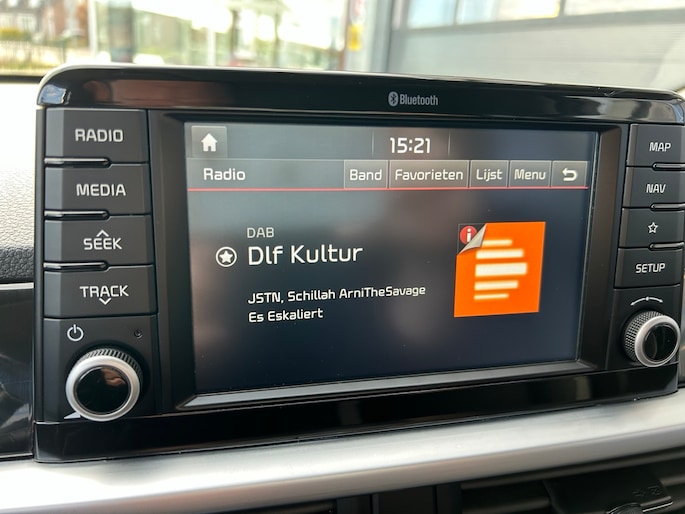 Bluetooth
RADIO
MEDIA
SEEK
TRACK
15:21
Radio
Band
Favorieten
Lijst
Menu
DAB
Dlf Kultur
JSTN, Schillah ArniTheSavage
Es Eskaliert
i
MAP
NAV
SETUP